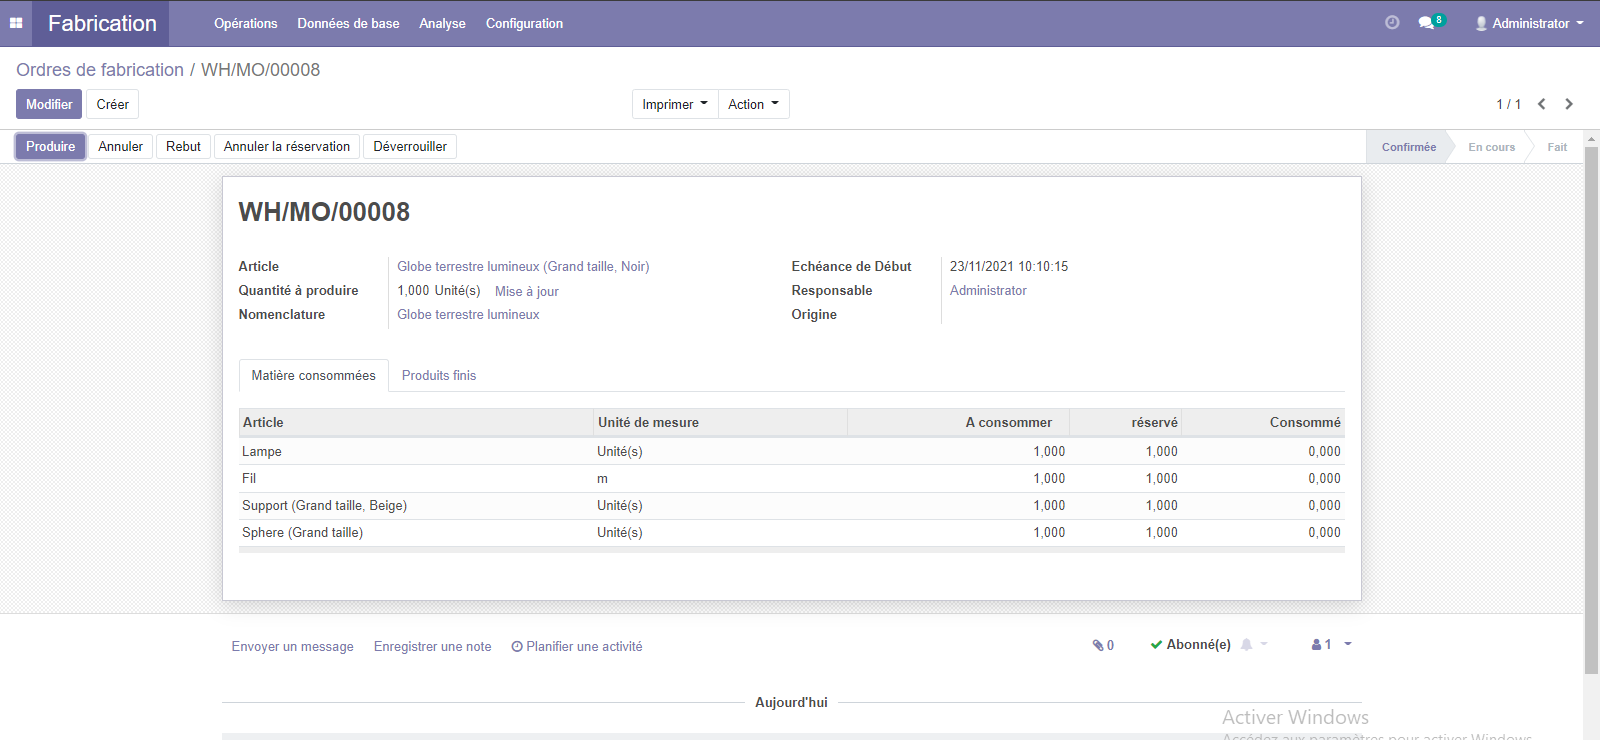 Fabrication Opérations Données de base Analyse Configuration 8 Administrator
Ordres de fabrication / WH/MO/00008
Modifier Créer Imprimer Action 1 / 1
Produire Annuler Rebut Annuler la réservation Déverrouiller Confirmée En cours Fait
WH/MO/00008
Article Globe terrestre lumineux (Grand taille, Noir) Echéance de Début 23/11/2021 10:10:15
Quantité à produire 1,000 Unité(s) Mise à jour Responsable Administrator
Nomenclature Globe terrestre lumineux Origine
Matière consommées Produits finis
Article Unité de mesure A consommer réservé Consommé
Lampe Unité(s) 1,000 1,000 0,000
Fil m 1,000 1,000 0,000
Support (Grand taille, Beige) Unité(s) 1,000 1,000 0,000
Sphere (Grand taille) Unité(s) 1,000 1,000 0,000
Envoyer un message Enregistrer une note Planifier une activité 0 Abonné(e) 1
Aujourd'hui
Activer Windows
Accédez aux paramètres pour activer Windows.